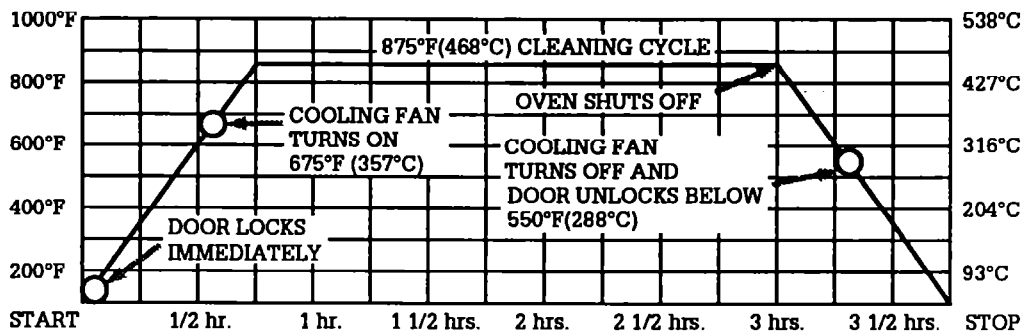 1000°F
538°C
875°F(468°C) CLEANING CYCLE
800°F
427°C
OVEN SHUTS OFF
COOLING FAN
TURNS ON
675°F (357°C)
600°F
316°C
COOLING FAN
TURNS OFF AND
DOOR UNLOCKS BELOW
550°F(288°C)
400°F
204°C
DOOR LOCKS
IMMEDIATELY
200°F
93°C
START
1/2 hr.
1 hr.
1 1/2 hrs.
2 hrs.
2 1/2 hrs.
3 hrs.
3 1/2 hrs.
STOP